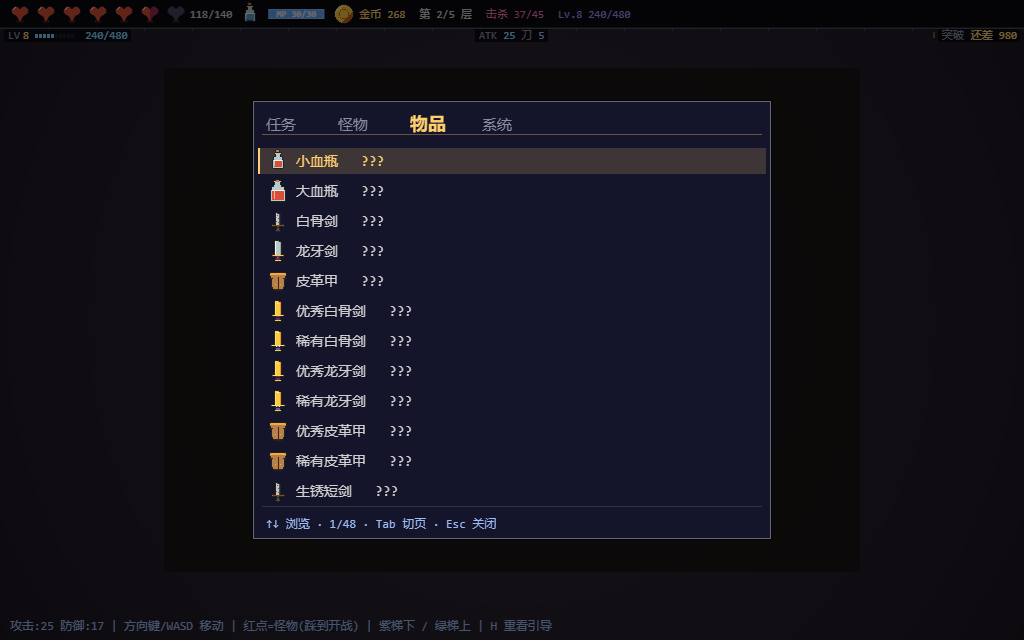 118/140 MP 30/30 金币 268 第 2/5 层 击杀 37/45 Lv.8 240/480
LV 8 240/480 ATK 25 刀 5 突破 还差 980
任务 怪物 物品 系统
小血瓶 ???
大血瓶 ???
白骨剑 ???
龙牙剑 ???
皮革甲 ???
优秀白骨剑 ???
稀有白骨剑 ???
优秀龙牙剑 ???
稀有龙牙剑 ???
优秀皮革甲 ???
稀有皮革甲 ???
生锈短剑 ???
↑↓ 浏览 · 1/48 · Tab 切页 · Esc 关闭
攻击:25 防御:17 | 方向键/WASD 移动 | 红点=怪物(踩到开战) | 紫梯下 / 绿梯上 | H 重看引导